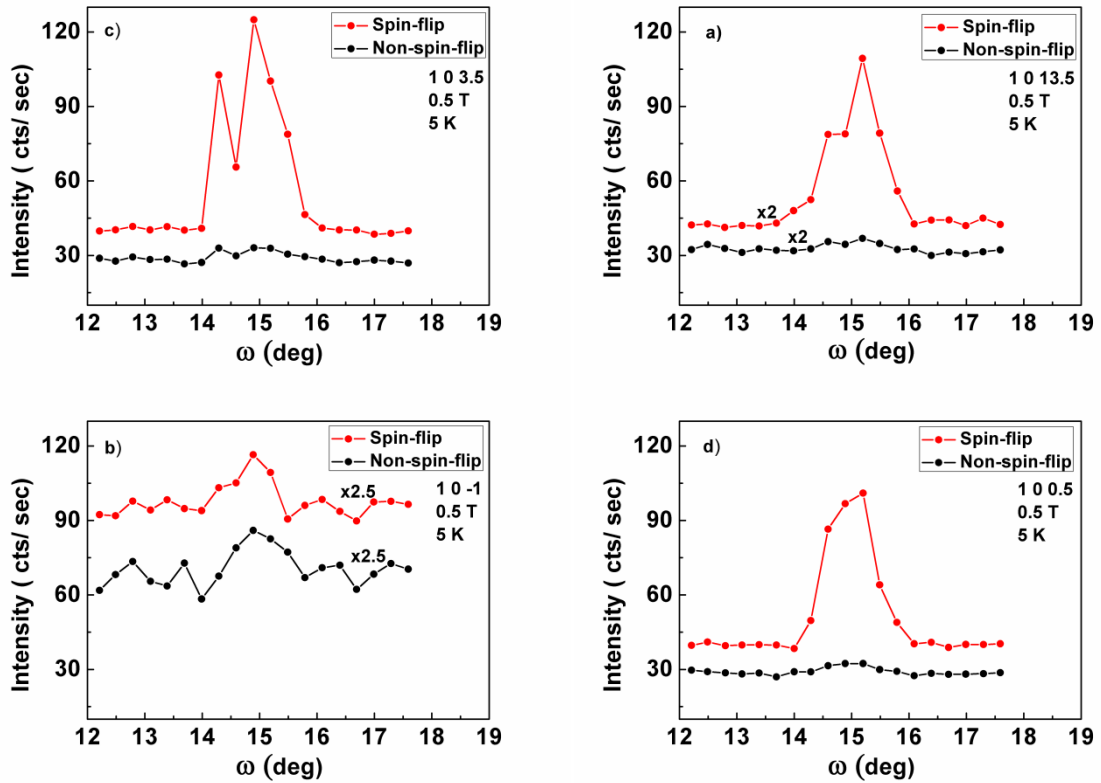 c)
Spin-flip
Non-spin-flip
1 0 3.5
0.5 T
5 K
120
90
60
30
Intensity ( cts/ sec)
12 13 14 15 16 17 18 19
ω (deg)
a)
Spin-flip
Non-spin-flip
1 0 13.5
0.5 T
5 K
x2
x2
120
90
60
30
Intensity ( cts/ sec)
12 13 14 15 16 17 18 19
ω (deg)
b)
Spin-flip
Non-spin-flip
1 0 -1
0.5 T
5 K
x2.5
x2.5
120
90
60
30
Intensity ( cts/ sec)
12 13 14 15 16 17 18 19
ω (deg)
d)
Spin-flip
Non-spin-flip
1 0 0.5
0.5 T
5 K
120
90
60
30
Intensity ( cts/ sec)
12 13 14 15 16 17 18 19
ω (deg)